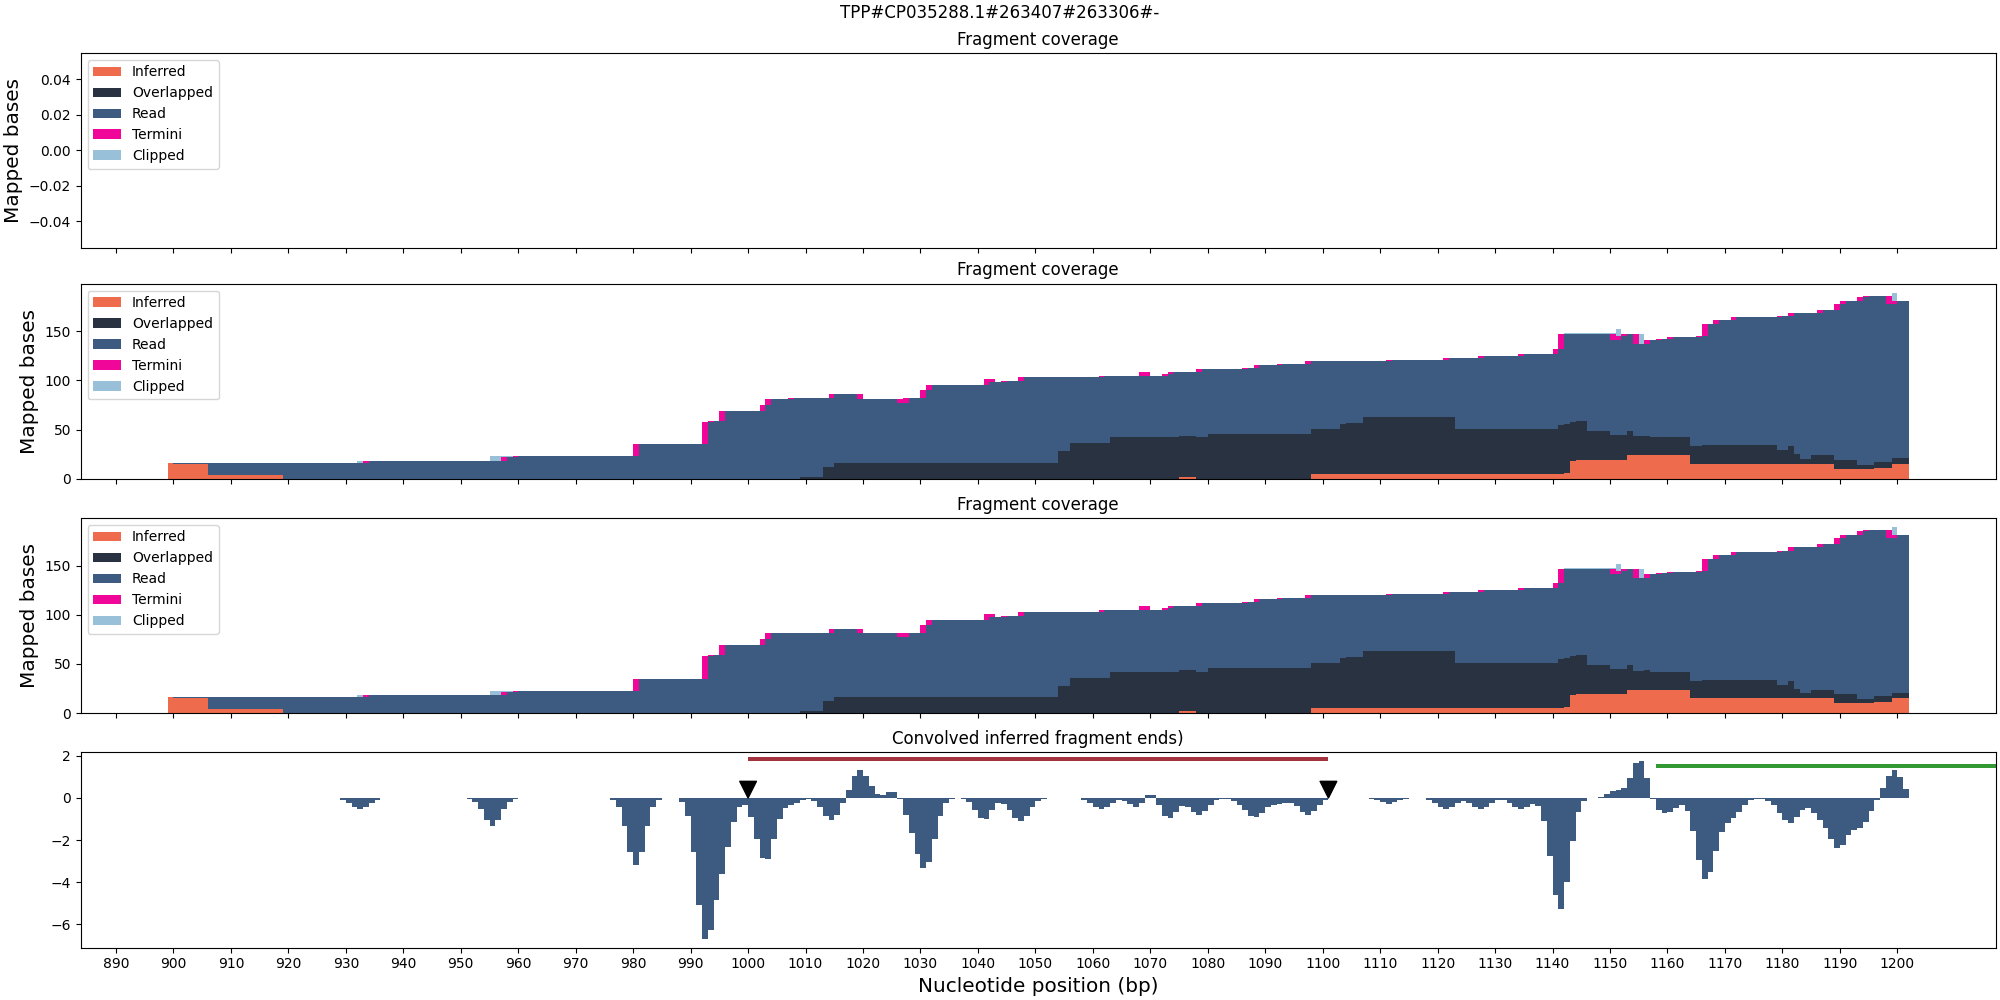 TPP#CP035288.1#263407#263306#-
Fragment coverage
Mapped bases
0.04
0.02
0.00
−0.02
−0.04
Inferred
Overlapped
Read
Termini
Clipped
Fragment coverage
Mapped bases
150
100
50
0
Inferred
Overlapped
Read
Termini
Clipped
Fragment coverage
Mapped bases
150
100
50
0
Inferred
Overlapped
Read
Termini
Clipped
Convolved inferred fragment ends)
2
0
−2
−4
−6
890 900 910 920 930 940 950 960 970 980 990 1000 1010 1020 1030 1040 1050 1060 1070 1080 1090 1100 1110 1120 1130 1140 1150 1160 1170 1180 1190 1200
Nucleotide position (bp)